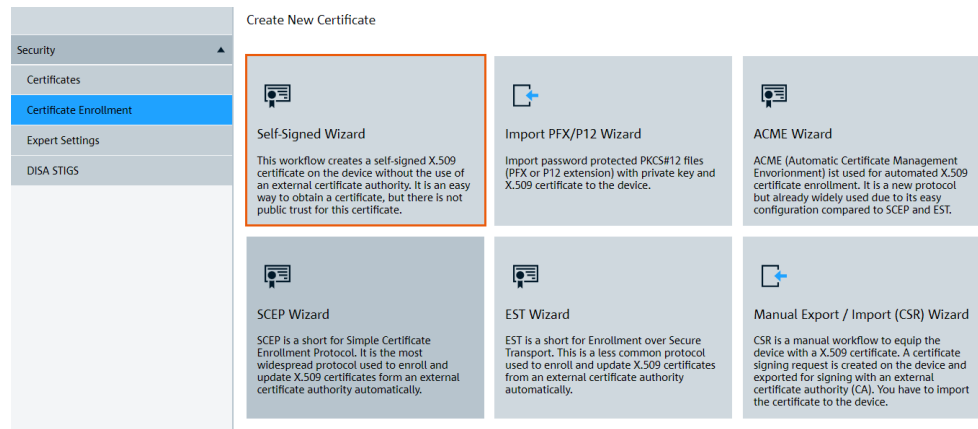 Create New Certificate
Security
Certificates
Certificate Enrollment
Expert Settings
DISA STIGS
Self-Signed Wizard
This workflow creates a self-signed X.509
certificate on the device without the use of
an external certificate authority. It is an easy
way to obtain a certificate, but there is not
public trust for this certificate.
Import PFX/P12 Wizard
Import password protected PKCS#12 files
(PFX or P12 extension) with private key and
X.509 certificate to the device.
ACME Wizard
ACME (Automatic Certificate Management
Envorionment) ist used for automated X.509
certificate enrollment. It is a new protocol
but already widely used due to its easy
configuration compared to SCEP and EST.
SCEP Wizard
SCEP is a short for Simple Certificate
Enrollment Protocol. It is the most
widespread protocol used to enroll and
update X.509 certificates form an external
certificate authority automatically.
EST Wizard
EST is a short for Enrollment over Secure
Transport. This is a less common protocol
used to enroll and update X.509 certificates
from an external certificate authority
automatically.
Manual Export / Import (CSR) Wizard
CSR is a manual workflow to equip the
device with a X.509 certificate. A certificate
signing request is created on the device and
exported for signing with an external
certificate authority (CA). You have to import
the certificate to the device.